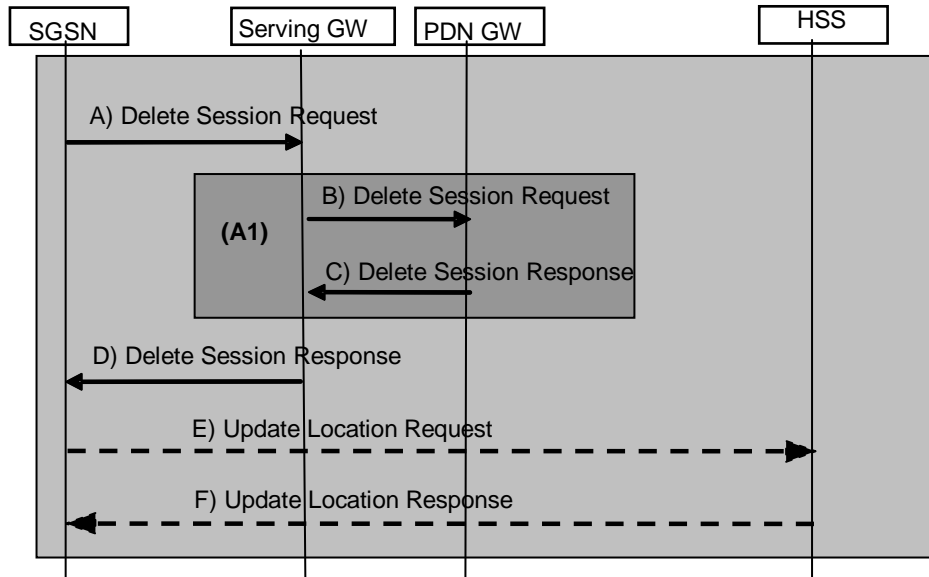 SGSN
Serving GW
PDN GW
HSS
A) Delete Session Request
B) Delete Session Request
(A1)
C) Delete Session Response
D) Delete Session Response
E) Update Location Request
F) Update Location Response